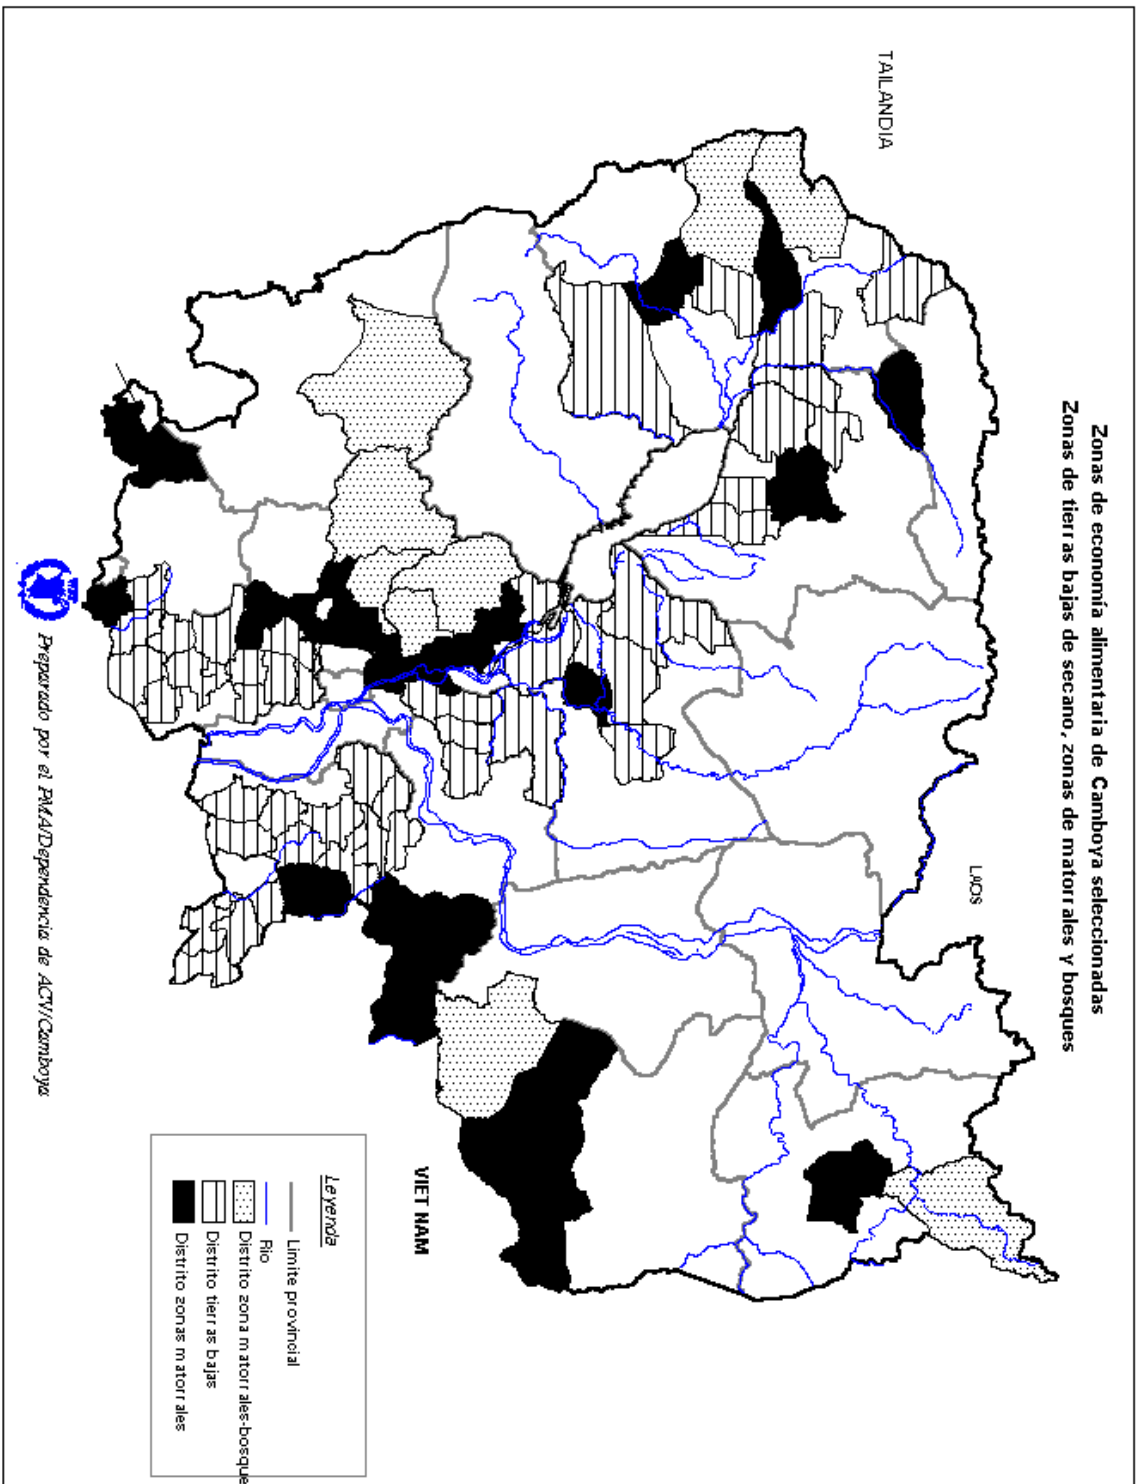 Zonas de economía alimentaria de Camboya seleccionadas
Zonas de tierras bajas de secano, zonas de matorrales y bosques
TAILANDIA
LAOS
VIET NAM
Leyenda
Limite provincial
Rio
Distrito zona matorrales-bosque
Distrito tierras bajas
Distrito zonas matorrales
Preparado por el PMA/Dependencia de ACV/Camboya